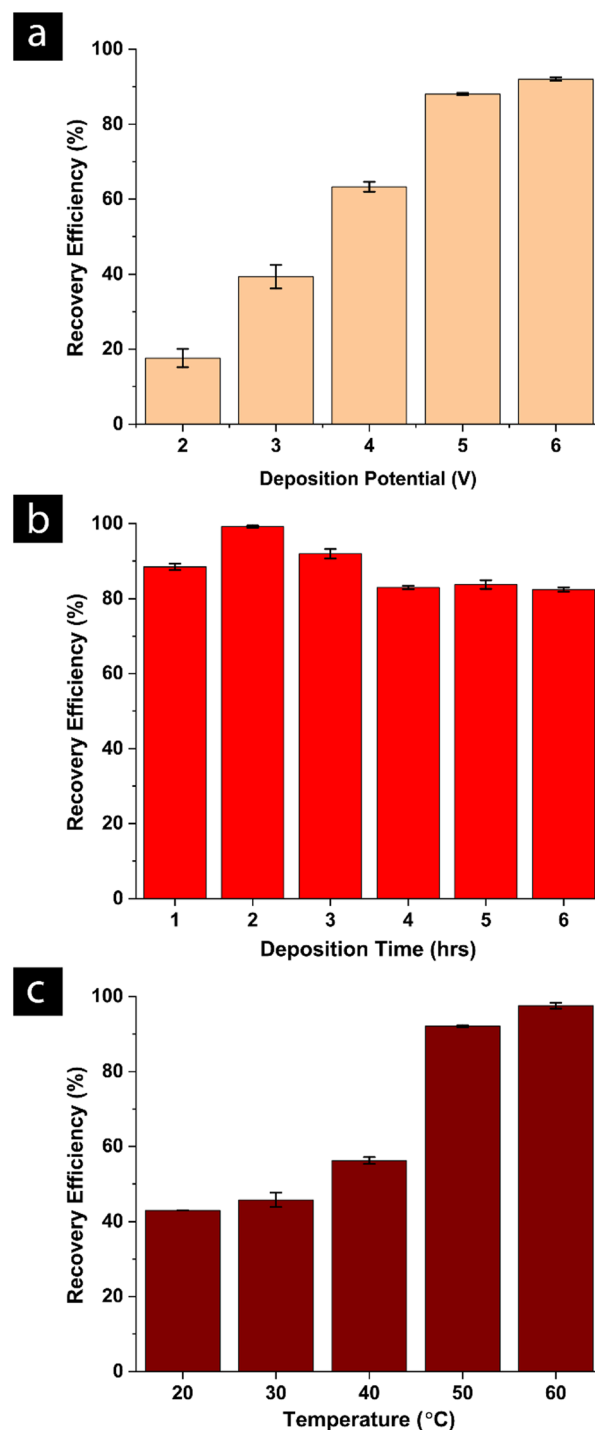 a
100
80
60
40
20
0
Recovery Efficiency (%)
2 3 4 5 6
Deposition Potential (V)
b
100
80
60
40
20
0
Recovery Efficiency (%)
1 2 3 4 5 6
Deposition Time (hrs)
c
100
80
60
40
20
0
Recovery Efficiency (%)
20 30 40 50 60
Temperature (°C)